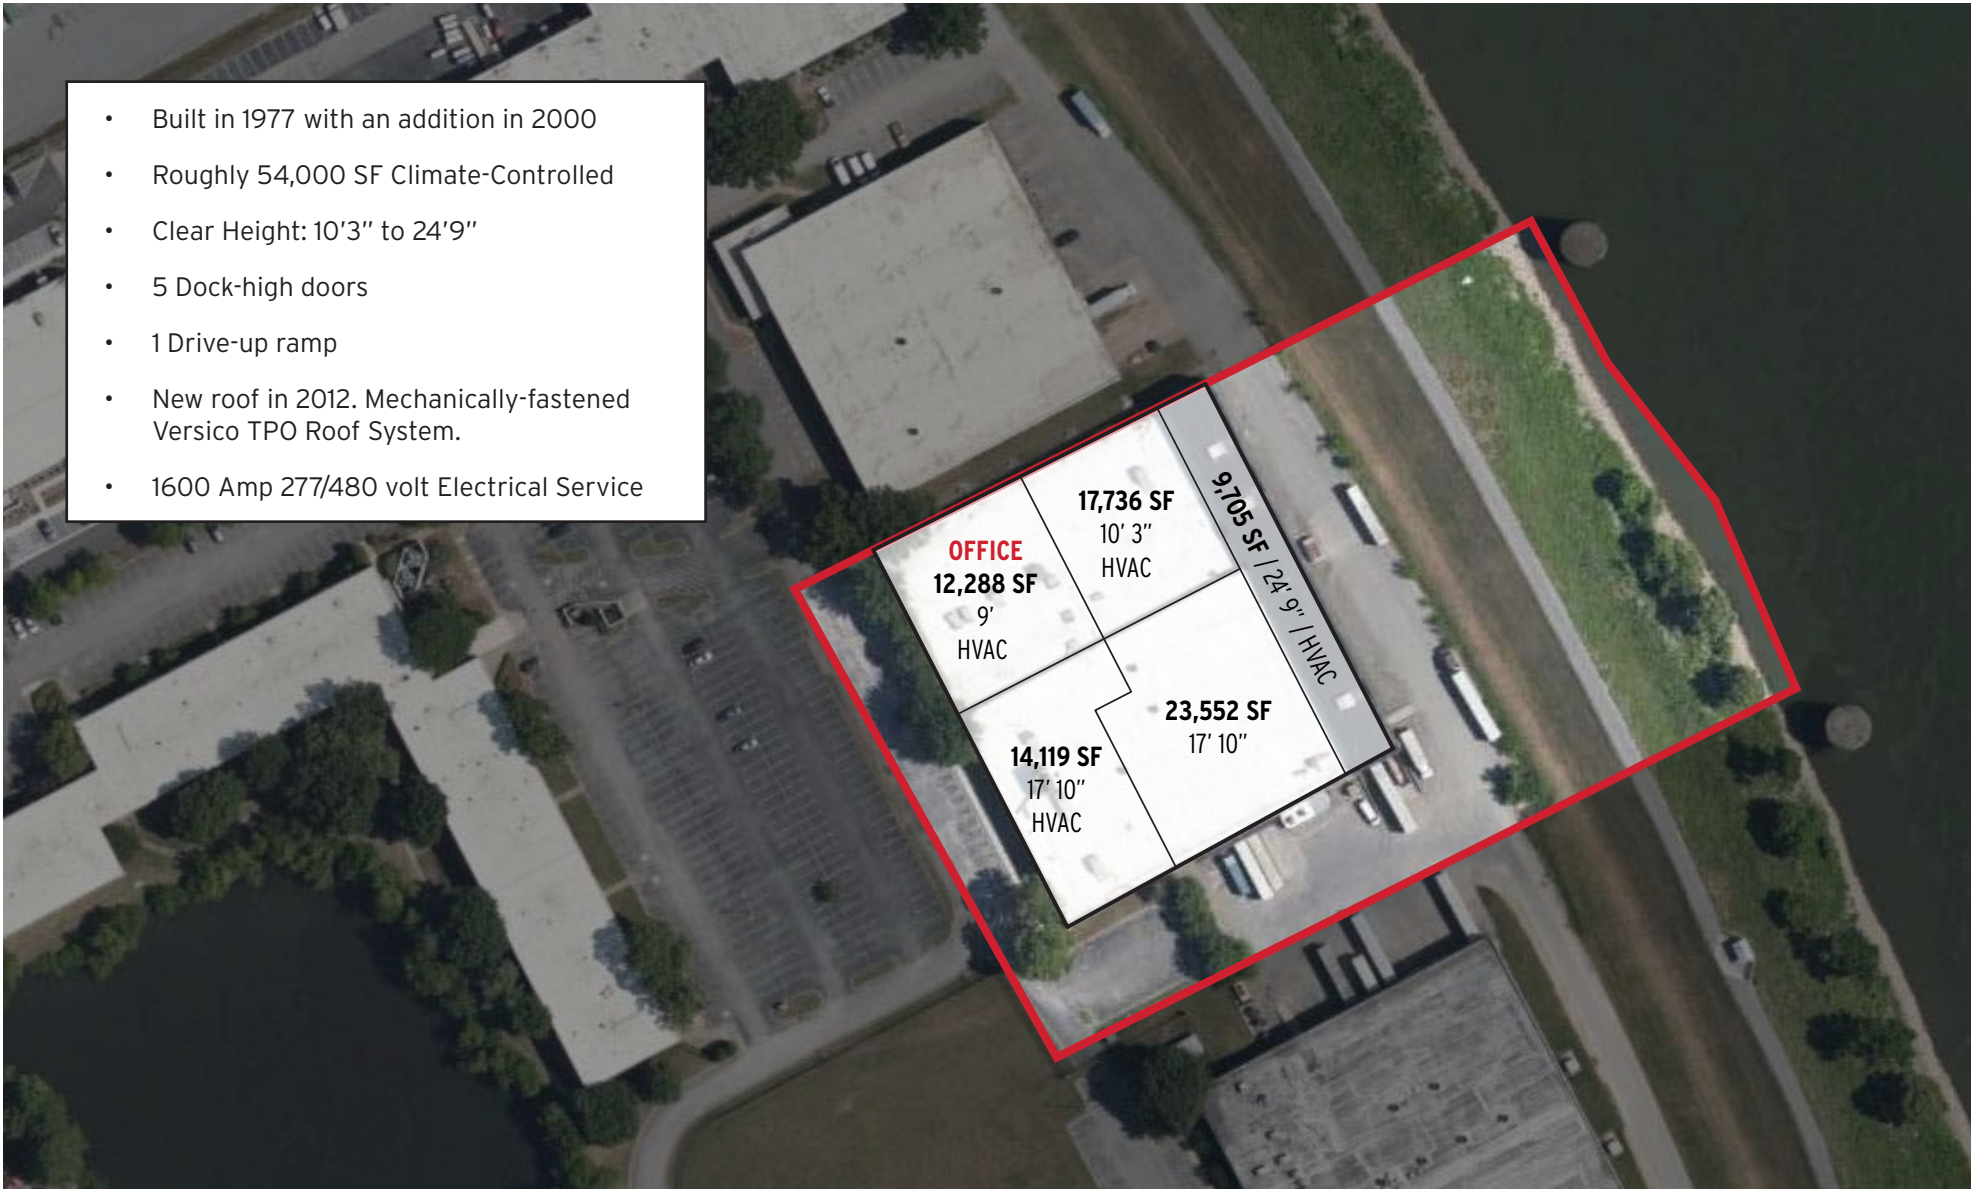 • Built in 1977 with an addition in 2000
• Roughly 54,000 SF Climate-Controlled
• Clear Height: 10’3” to 24’9”
• 5 Dock-high doors
• 1 Drive-up ramp
• New roof in 2012. Mechanically-fastened
Versico TPO Roof System.
• 1600 Amp 277/480 volt Electrical Service
OFFICE
12,288 SF
9’
HVAC
17,736 SF
10’ 3”
HVAC
9,705 SF / 24’ 9” / HVAC
14,119 SF
17’ 10”
HVAC
23,552 SF
17’ 10”